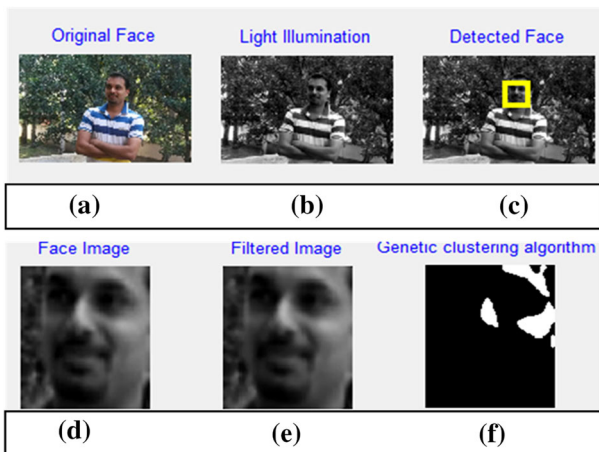 Original Face Light Illumination Detected Face
(a) (b) (c)
Face Image Filtered Image Genetic clustering algorithm
(d) (e) (f)